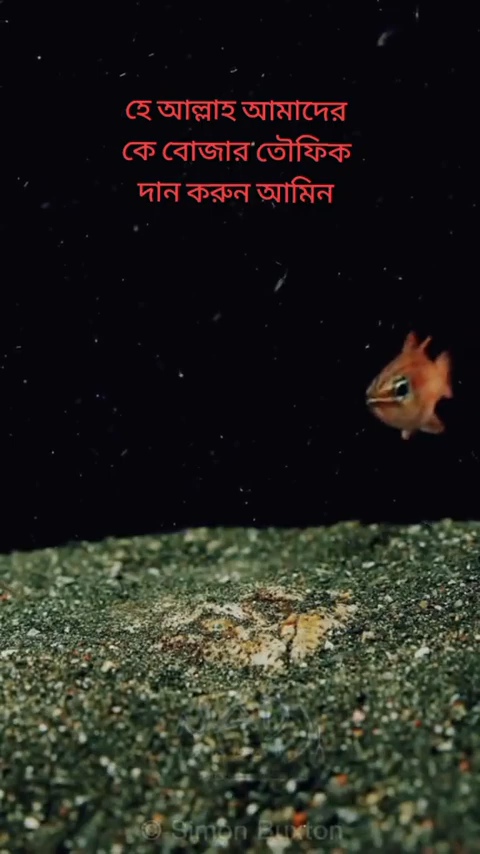 হে আল্লাহ আমাদের
কে বোজার তৌফিক
দান করুন আমিন
© Simon Buxton